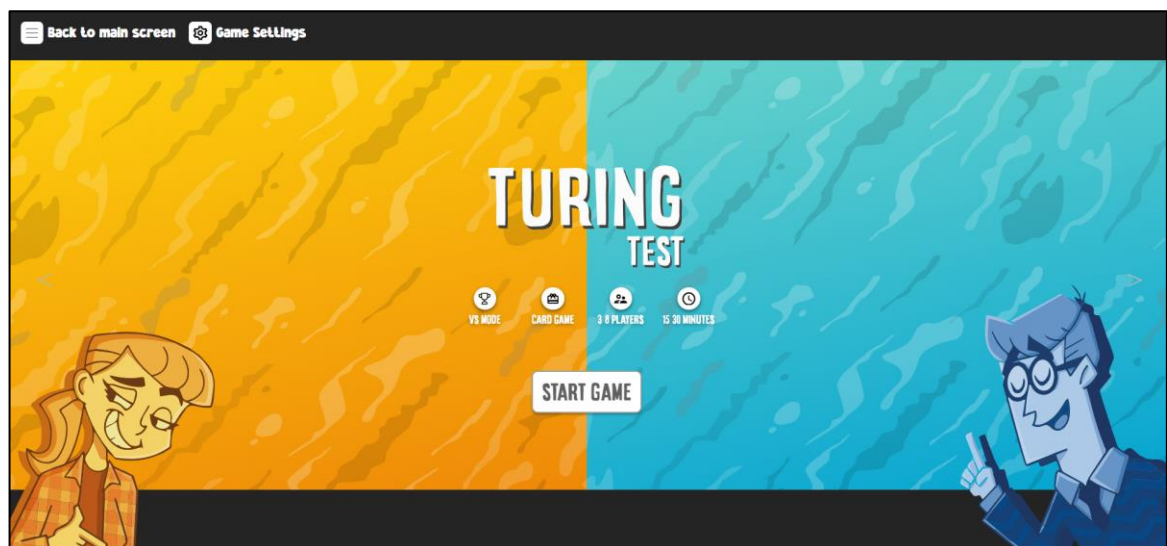 Back to main screen Game Settings
TURING
TEST
VS MODE CARD GAME 3 8 PLAYERS 15 30 MINUTES
START GAME